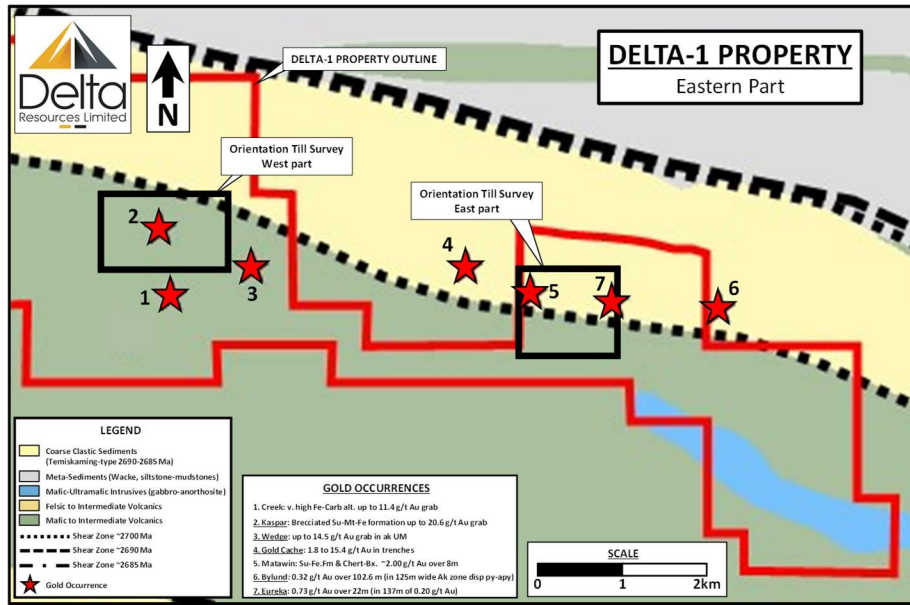 Delta
Resources Limited
N
DELTA-1 PROPERTY OUTLINE
DELTA-1 PROPERTY
Eastern Part
Orientation Till Survey
West part
Orientation Till Survey
East part
2
1
3
4
5
7
6
LEGEND
Coarse Clastic Sediments
(Temiskaming-type 2690-2685 Ma)
Meta-Sediments (Wacke, siltstone-mudstones)
Mafic-Ultramafic Intrusives (gabbro-anorthosite)
Felsic to Intermediate Volcanics
Mafic to Intermediate Volcanics
Shear Zone ~2700 Ma
Shear Zone ~2690 Ma
Shear Zone ~2685 Ma
Gold Occurrence
GOLD OCCURRENCES
1. Creek: v. high Fe-Carb alt. up to 11.4 g/t Au grab
2. Kaspar: Brecciated Su-Mt-Fe formation up to 20.6 g/t Au grab
3. Wedge: up to 14.5 g/t Au grab in ak UM
4. Gold Cache: 1.8 to 15.4 g/t Au in trenches
5. Matawin: Su-Fe.Fm & Chert-Bx. ~2.00 g/t Au over 8m
6. Bylund: 0.32 g/t Au over 102.6 m (in 125m wide Ak zone disp py-apy)
7. Eureka: 0.73 g/t Au over 22m (in 137m of 0.20 g/t Au)
SCALE
0 1 2km